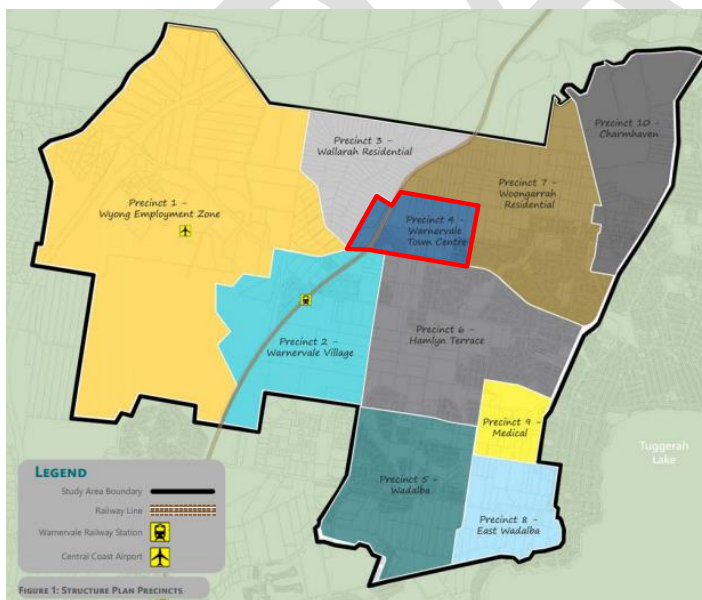 Precinct 10 -
Charmhaven
Precinct 3 -
Wallarah Residential
Precinct 7 -
Woongarrah
Residential
Precinct 1 -
Wyong Employment Zone
Precinct 4 -
Warnervale
Town Centre
Precinct 6 -
Hamlyn Terrace
Precinct 2 -
Warnervale Village
Precinct 9 -
Medical
Tuggerah
Lake
Precinct 5 -
Wadalba
Precinct 8 -
East Wadalba
LEGEND
Study Area Boundary
Railway Line
Warnervale Railway Station
Central Coast Airport
FIGURE 1: STRUCTURE PLAN PRECINCTS